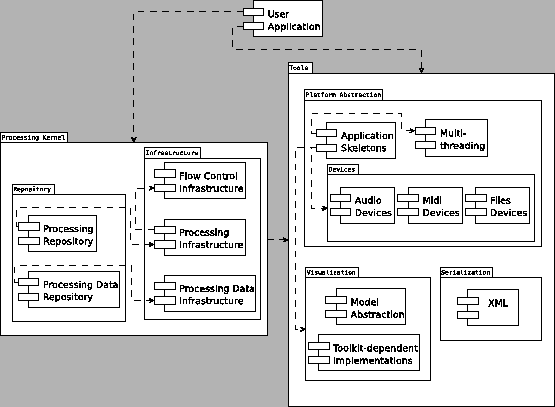 User
Application
Tools
Platform Abstraction
Application
Skeletons
Multi-
threading
Devices
Audio
Devices
Midi
Devices
Files
Devices
Processing Kernel
Infrastructure
Flow Control
Infrastructure
Repository
Processing
Repository
Processing
Infrastructure
Processing Data
Repository
Processing Data
Infrastructure
Visualization
Model
Abstraction
Toolkit-dependent
Implementations
Serialization
XML